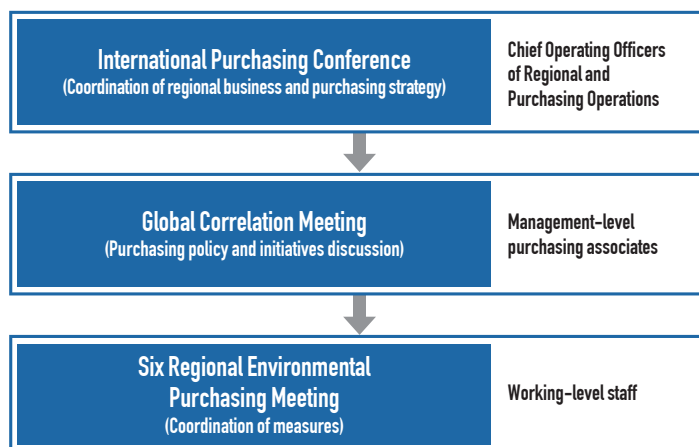 International Purchasing Conference
(Coordination of regional business and purchasing strategy)
Chief Operating Officers
of Regional and
Purchasing Operations
Global Correlation Meeting
(Purchasing policy and initiatives discussion)
Management-level
purchasing associates
Six Regional Environmental
Purchasing Meeting
(Coordination of measures)
Working-level staff